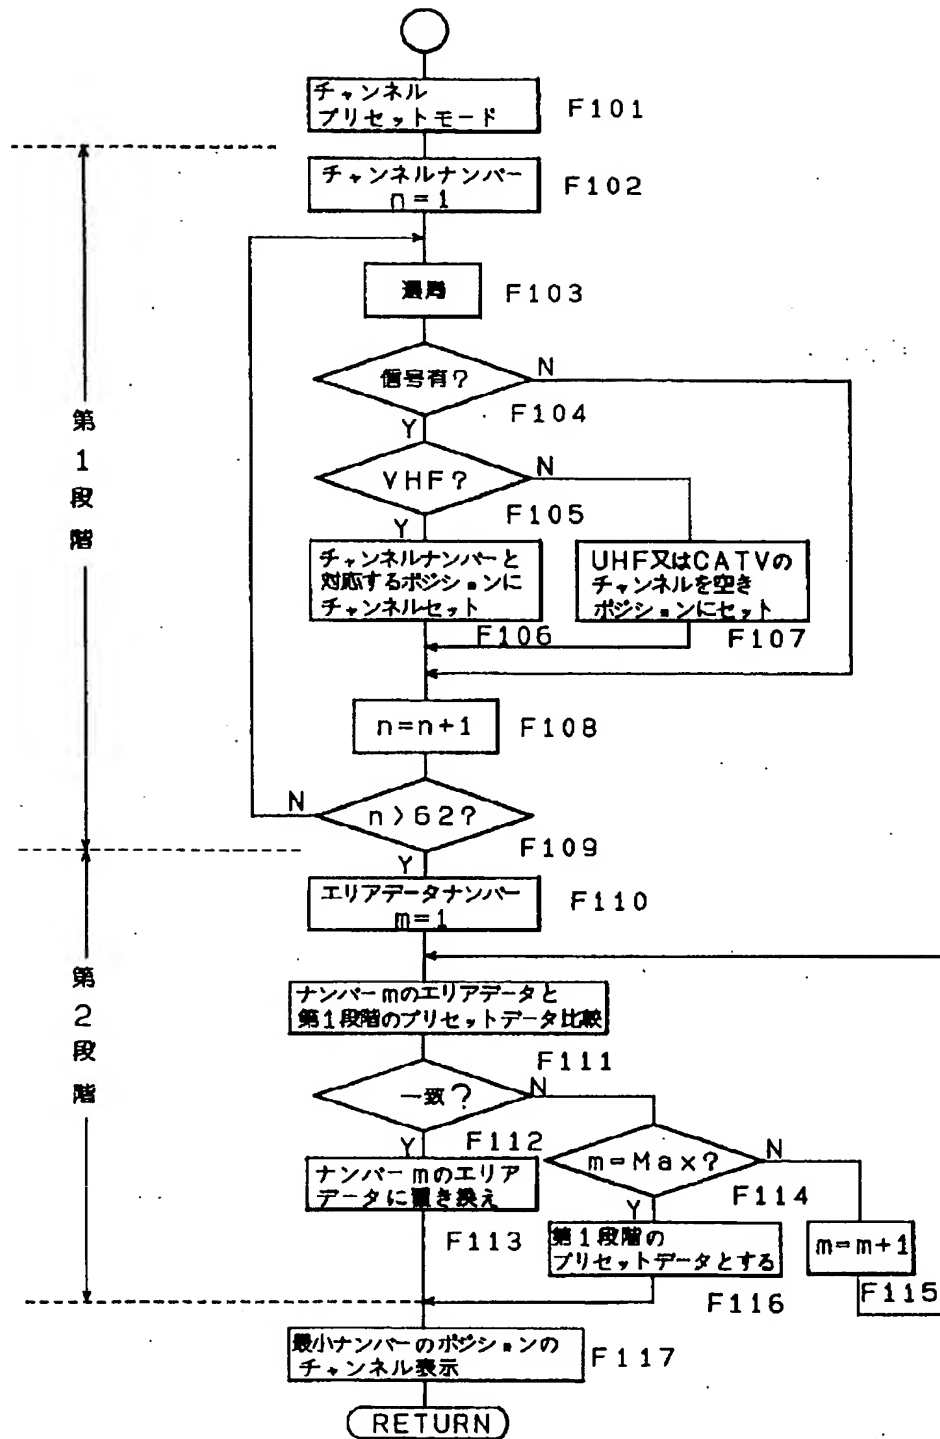 チャンネル
プリセットモード
F101
チャンネルナンバー
n=1
F102
選局
F103
信号有?
N
F104
Y
VHF?
N
F105
Y
チャンネルナンバーと
対応するポジションに
チャンネルセット
F106
UHF又はCATVの
チャンネルを空き
ポジションにセット
F107
n=n+1
F108
n>62?
N
F109
Y
第1段階
エリアデータナンバー
m=1
F110
ナンバーmのエリアデータと
第1段階のプリセットデータ比較
F111
一致?
N
F112
Y
ナンバーmのエリア
データに置き換え
F113
m=Max?
N
F114
Y
第1段階の
プリセットデータとする
F116
m=m+1
F115
第2段階
最小ナンバーのポジションの
チャンネル表示
F117
RETURN